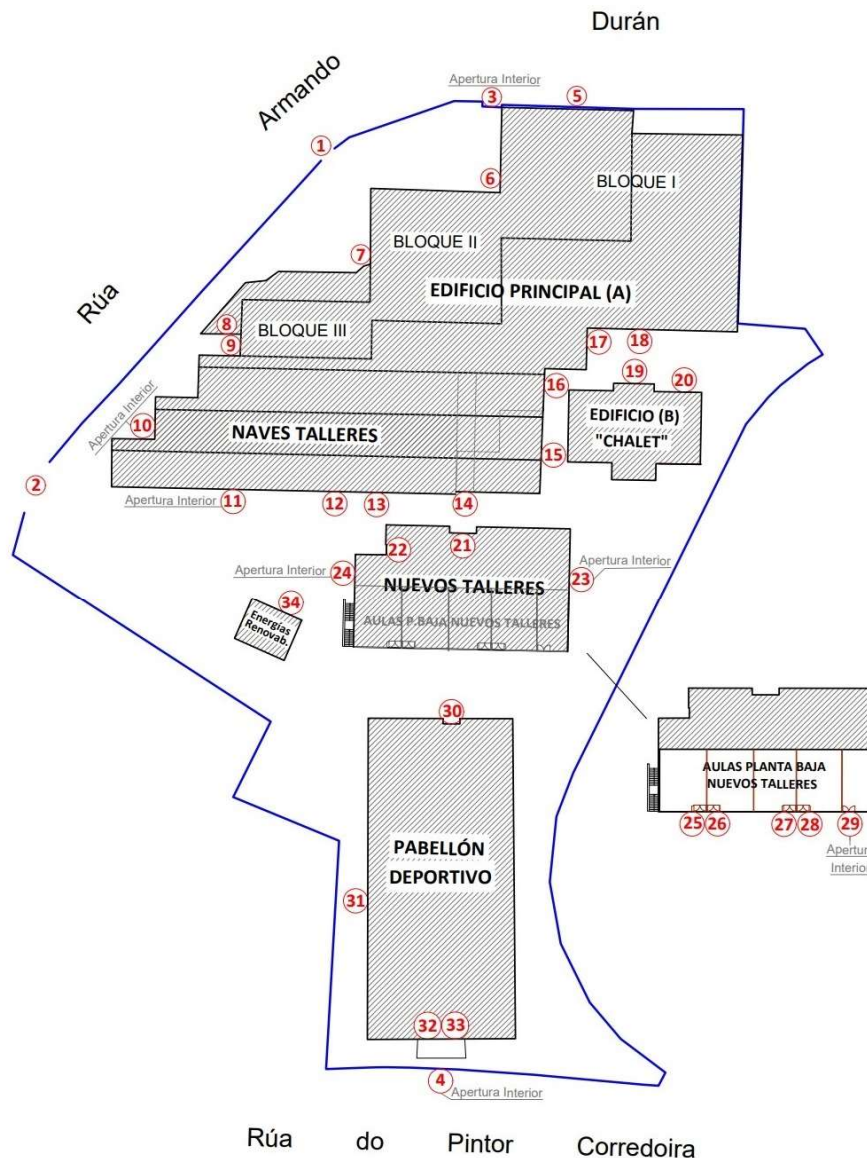 Durán
Armando
Rúa
Apertura Interior
3
5
1
6
BLOQUE I
BLOQUE II
7
EDIFICIO PRINCIPAL (A)
8
BLOQUE III
9
17
18
19
16
20
Apertura Interior
10
EDIFICIO (B)
"CHALET"
NAVES TALLERES
15
2
Apertura Interior
11
12
13
14
22
21
Apertura Interior
24
NUEVOS TALLERES
23
Apertura Interior
34
Energías
Renovab.
AULAS P.BAJA NUEVOS TALLERES
30
AULAS PLANTA BAJA
NUEVOS TALLERES
25
26
27
28
29
Apertura
Interior
PABELLÓN
DEPORTIVO
31
32
33
4
Apertura Interior
Rúa do Pintor Corredoira